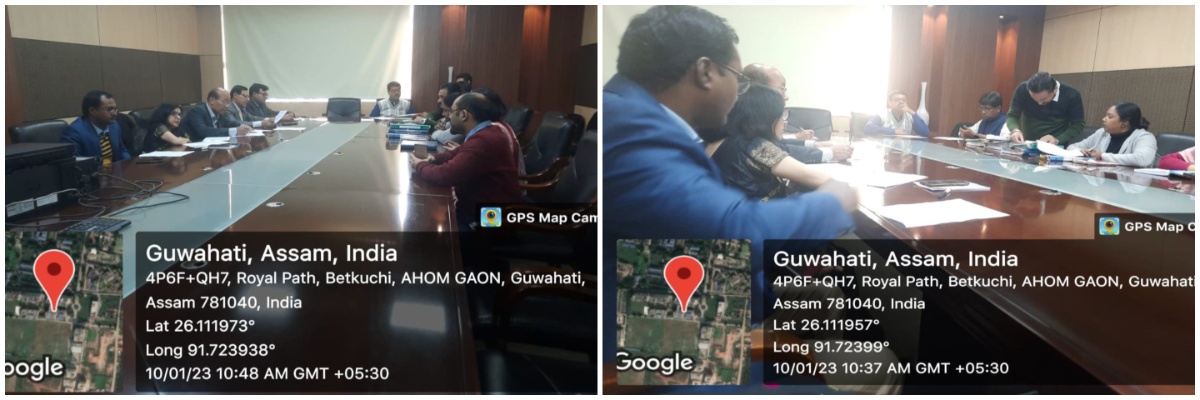 GPS Map Cam
Guwahati, Assam, India
4P6F+QH7, Royal Path, Betkuchi, AHOM GAON, Guwahati,
Assam 781040, India
Lat 26.111973°
Long 91.723938°
10/01/23 10:48 AM GMT +05:30
oogle
GPS Map C
Guwahati, Assam, India
4P6F+QH7, Royal Path, Betkuchi, AHOM GAON, Guwahati
Assam 781040, India
Lat 26.111957°
Long 91.72399°
10/01/23 10:37 AM GMT +05:30
Google